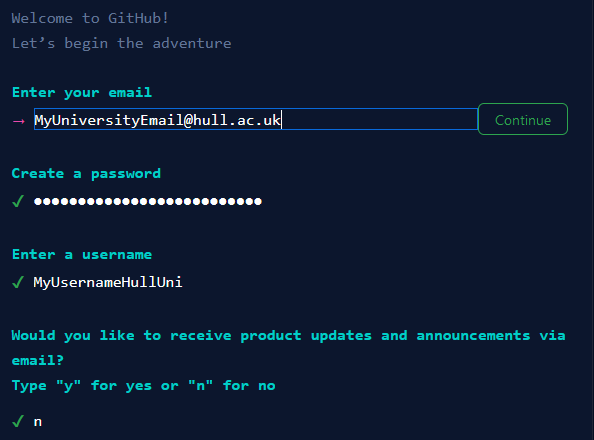 Welcome to GitHub!
Let’s begin the adventure
Enter your email
→ MyUniversityEmail@hull.ac.uk Continue
Create a password
✓ ••••••••••••••••••••••••••
Enter a username
✓ MyUsernameHullUni
Would you like to receive product updates and announcements via
email?
Type "y" for yes or "n" for no
✓ n